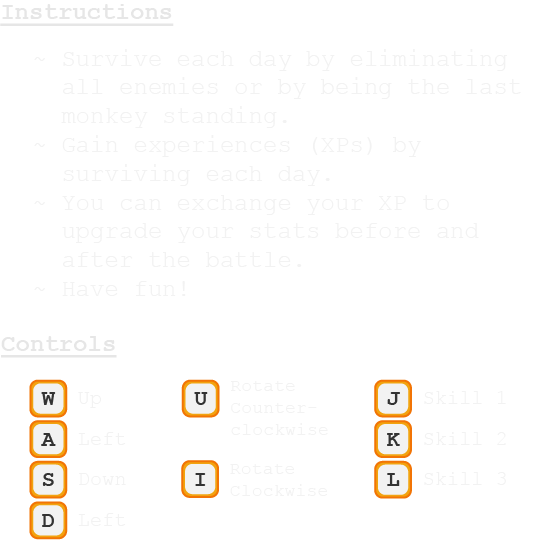 Instructions
~ Survive each day by eliminating
all enemies or by being the last
monkey standing.
~ Gain experiences (XPs) by
surviving each day.
~ You can exchange your XP to
upgrade your stats before and
after the battle.
~ Have fun!
Controls
W Up U Rotate Counter-clockwise J Skill 1
A Left K Skill 2
S Down I Rotate Clockwise L Skill 3
D Left